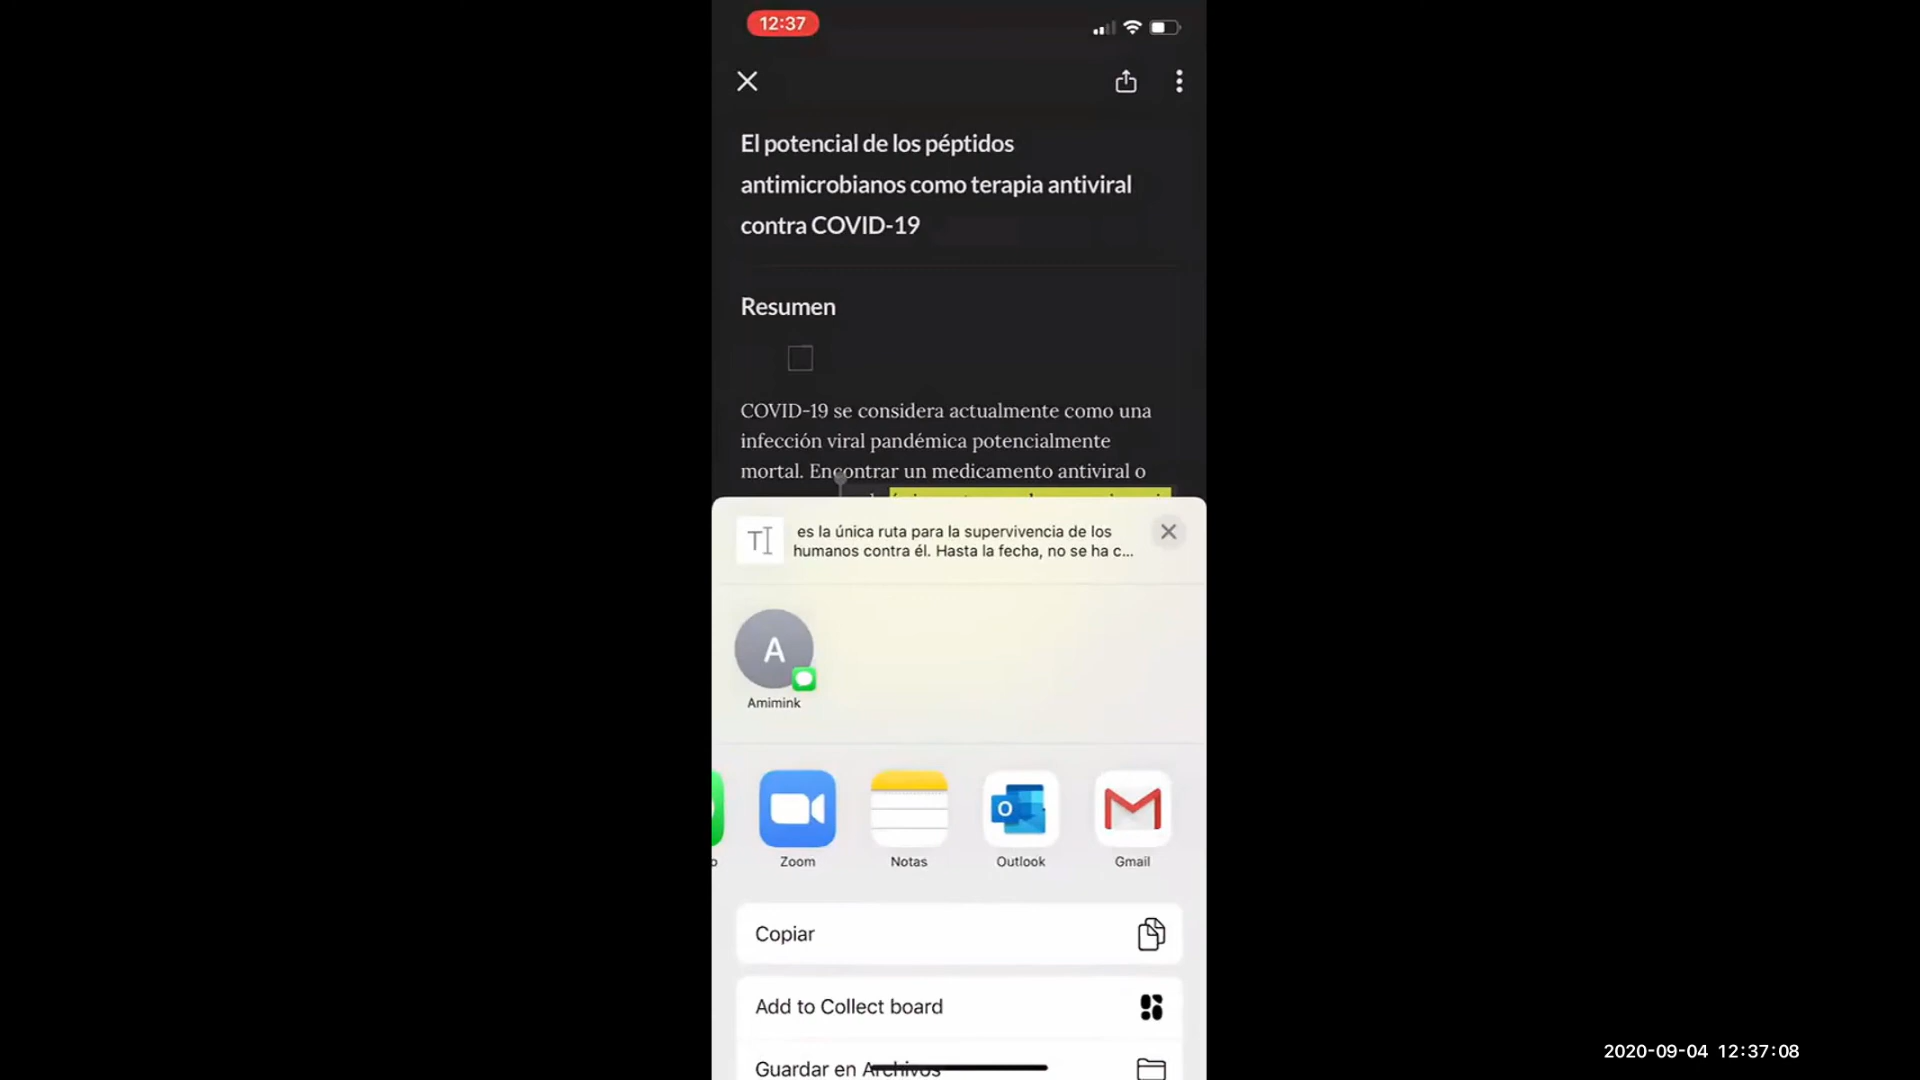 12:37
El potencial de los péptidos
antimicrobianos como terapia antiviral
contra COVID-19
Resumen
COVID-19 se considera actualmente como una
infección viral pandémica potencialmente
mortal. Encontrar un medicamento antiviral o
es la única ruta para la supervivencia de los
humanos contra él. Hasta la fecha, no se ha c...
A
Amimink
Zoom
Notas
Outlook
Gmail
Copiar
Add to Collect board
Guardar en Archivos
2020-09-04 12:37:08